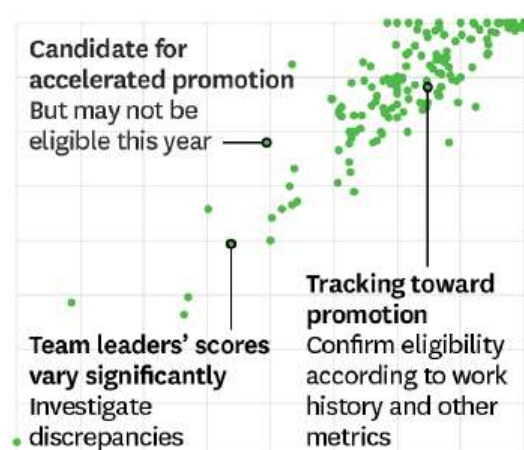 Candidate for
accelerated promotion
But may not be
eligible this year
Tracking toward
promotion
Confirm eligibility
according to work
history and other
metrics
Team leaders’ scores
vary significantly
Investigate
discrepancies